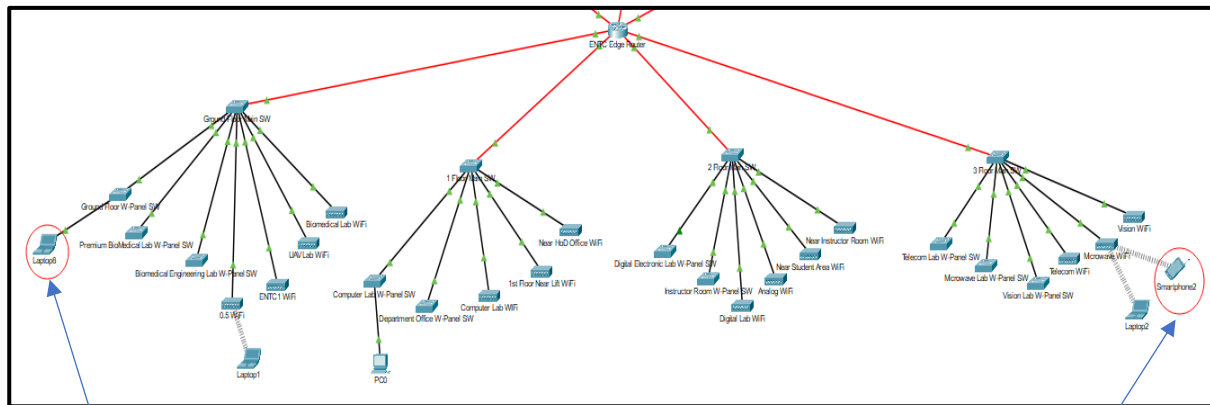 ENTC Edge Router
Ground Floor Main SW
1 Floor Main SW
2 Floor Main SW
3 Floor Main SW
Ground Floor W-Panel SW
Premium BioMedical Lab W-Panel SW
Biomedical Engineering Lab W-Panel SW
0.5 WiFi
ENTC1 WiFi
UAV Lab WiFi
Biomedical Lab WiFi
Laptop1
Computer Lab W-Panel SW
Department Office W-Panel SW
Computer Lab WIFi
1st Floor Near Lift WiFi
Near HoD Office WiFi
PC0
Digital Electronic Lab W-Panel SW
Instructor Room W-Panel SW
Digital Lab WiFi
Analog WiFi
Near Student Area WiFi
Near Instructor Room WiFi
Telecom Lab W-Panel SW
Microwave Lab W-Panel SW
Vision Lab W-Panel SW
Telecom WiFi
Microwave WiFi
Vision WiFi
Smartphone2
Laptop2